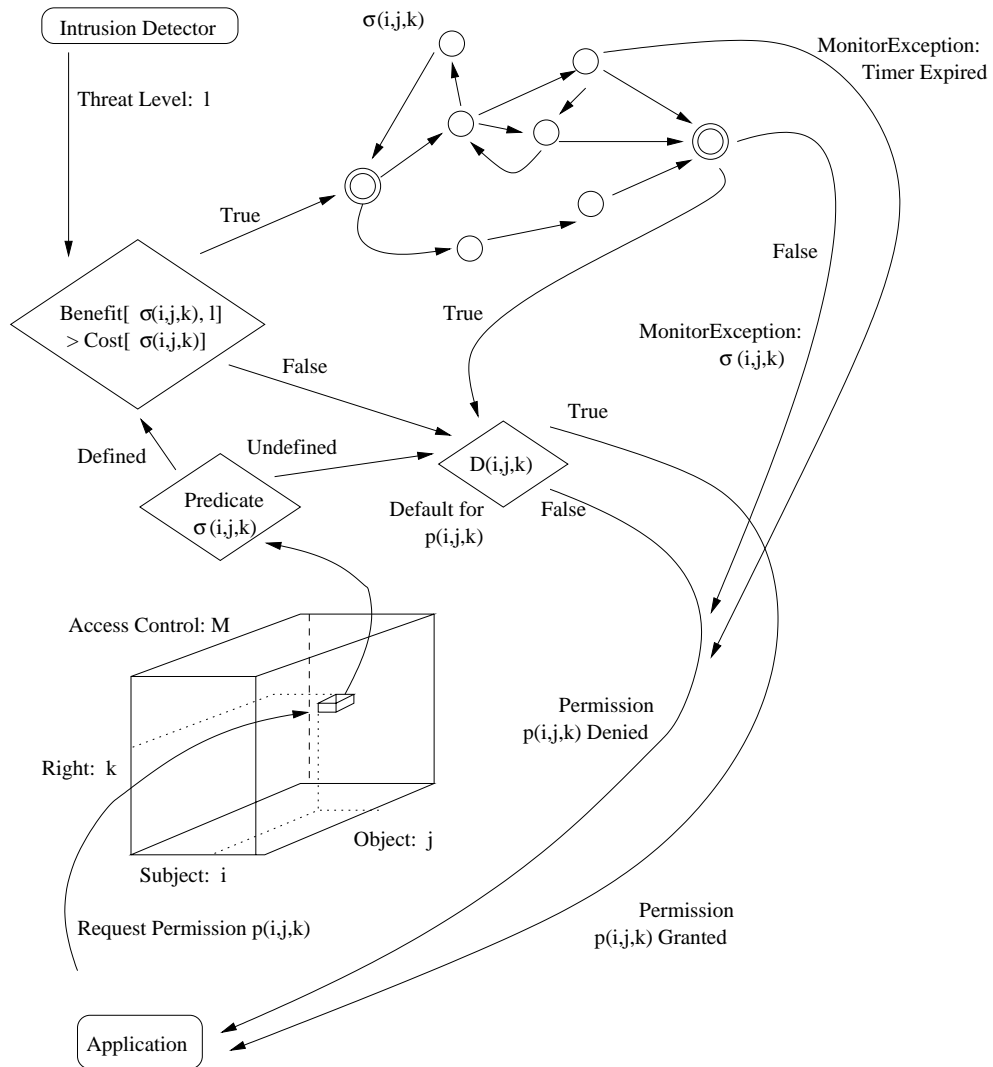 Intrusion Detector
σ(i,j,k)
MonitorException:
Timer Expired
Threat Level: l
True
False
Benefit[ σ(i,j,k), l]
> Cost[ σ(i,j,k)]
True
MonitorException:
σ (i,j,k)
False
True
Defined
Undefined
D(i,j,k)
Predicate
σ (i,j,k)
Default for
p(i,j,k)
False
Access Control: M
Permission
p(i,j,k) Denied
Right: k
Object: j
Subject: i
Request Permission p(i,j,k)
Permission
p(i,j,k) Granted
Application